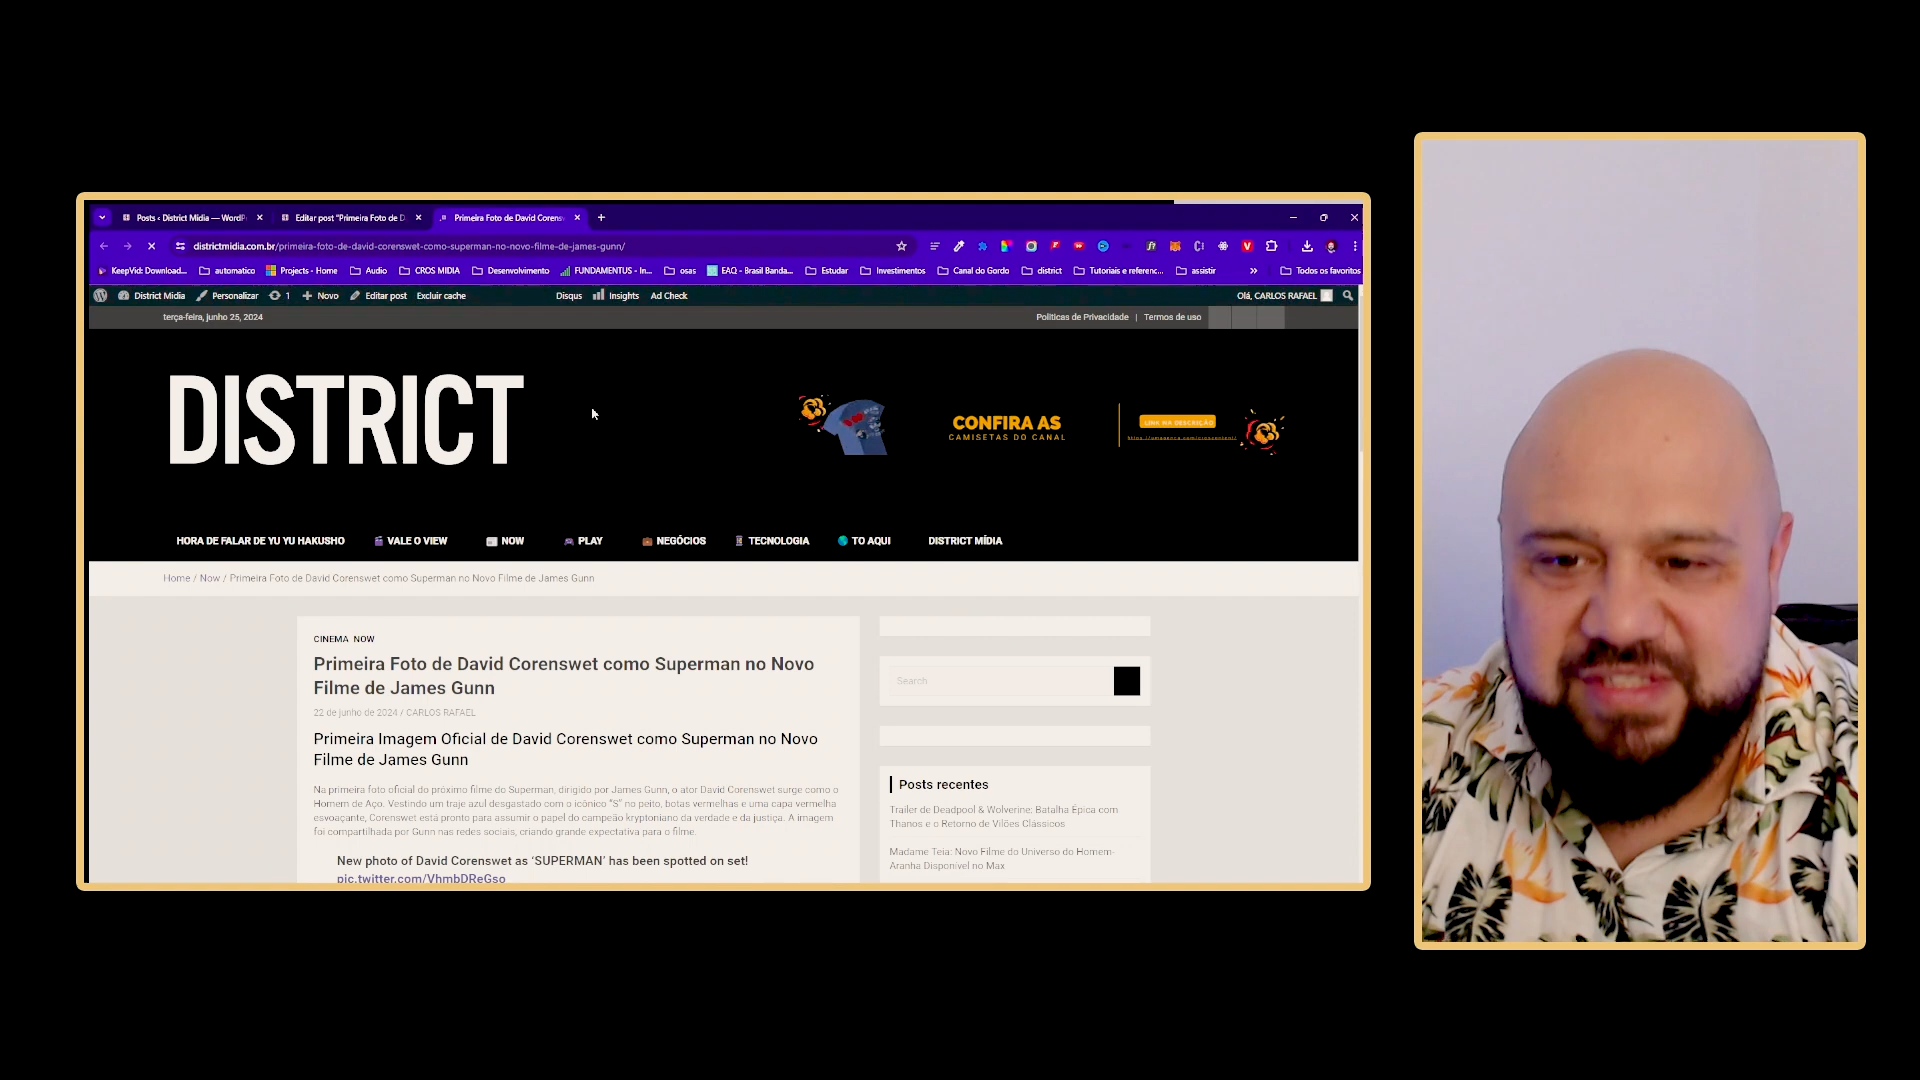 Posts ‹ District Midia — WordP
Editar post "Primeira Foto de D
Primeira Foto de David Corensw
districtmidia.com.br/primeira-foto-de-david-corenswet-como-superman-no-novo-filme-de-james-gunn/
KeepVid: Download...
automatico
Projects - Home
Audio
CROS MIDIA
Desenvolvimento
FUNDAMENTUS - In...
osas
EAQ - Brasil Banda...
Estudar
Investimentos
Canal do Gordo
district
Tutoriais e referenc...
assistir
»
Todos os favoritos
District Midia
Personalizar
1
Novo
Editar post
Excluir cache
Disqus
Insights
Ad Check
Olá, CARLOS RAFAEL
terça-feira, junho 25, 2024
Politicas de Privacidade | Termos de uso
DISTRICT
CONFIRA AS
CAMISETAS DO CANAL
LINK NA DESCRIÇÃO
HORA DE FALAR DE YU YU HAKUSHO
VALE O VIEW
NOW
PLAY
NEGÓCIOS
TECNOLOGIA
TO AQUI
DISTRICT MÍDIA
Home / Now / Primeira Foto de David Corenswet como Superman no Novo Filme de James Gunn
CINEMA NOW
Primeira Foto de David Corenswet como Superman no Novo
Filme de James Gunn
22 de junho de 2024 / CARLOS RAFAEL
Primeira Imagem Oficial de David Corenswet como Superman no Novo
Filme de James Gunn
Na primeira foto oficial do próximo filme do Superman, dirigido por James Gunn, o ator David Corenswet surge como o
Homem de Aço. Vestindo um traje azul desgastado com o icônico "S" no peito, botas vermelhas e uma capa vermelha
esvoaçante, Corenswet está pronto para assumir o papel do campeão kryptoniano da verdade e da justiça. A imagem
foi compartilhada por Gunn nas redes sociais, criando grande expectativa para o filme.
New photo of David Corenswet as 'SUPERMAN' has been spotted on set!
pic.twitter.com/VhmbDReGso
Search
Posts recentes
Trailer de Deadpool & Wolverine: Batalha Épica com
Thanos e o Retorno de Vilões Clássicos
Madame Teia: Novo Filme do Universo do Homem-
Aranha Disponível no Max